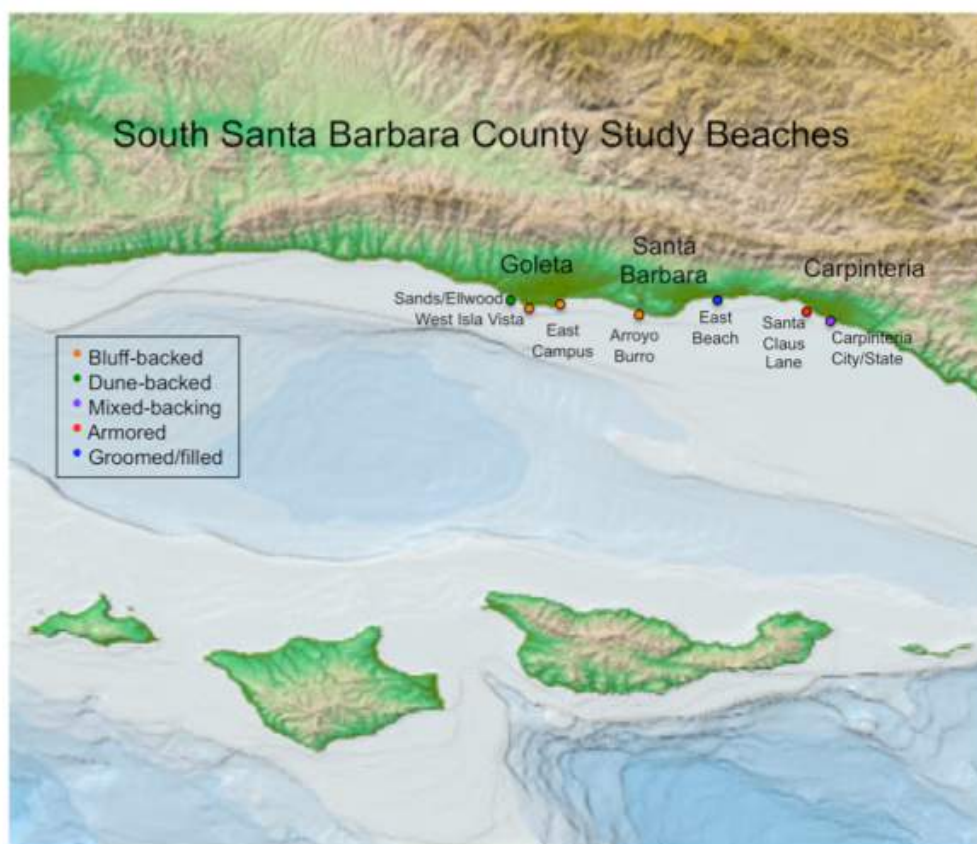 South Santa Barbara County Study Beaches
Goleta
Santa
Barbara
Carpinteria
Sands/Ellwood
West Isla Vista
East
Campus
Arroyo
Burro
East
Beach
Santa
Claus
Lane
Carpinteria
City/State
Bluff-backed
Dune-backed
Mixed-backing
Armored
Groomed/filled